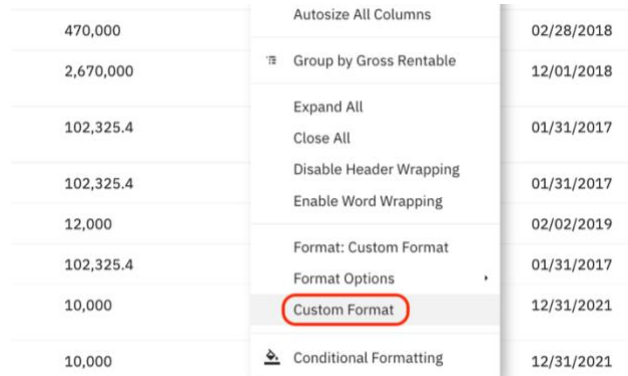 Autosize All Columns
470,000 02/28/2018
Group by Gross Rentable
2,670,000 12/01/2018
Expand All
102,325.4 01/31/2017
Close All
Disable Header Wrapping
102,325.4 01/31/2017
Enable Word Wrapping
12,000 02/02/2019
Format: Custom Format
102,325.4 01/31/2017
Format Options
10,000 Custom Format 12/31/2021
10,000 Conditional Formatting 12/31/2021